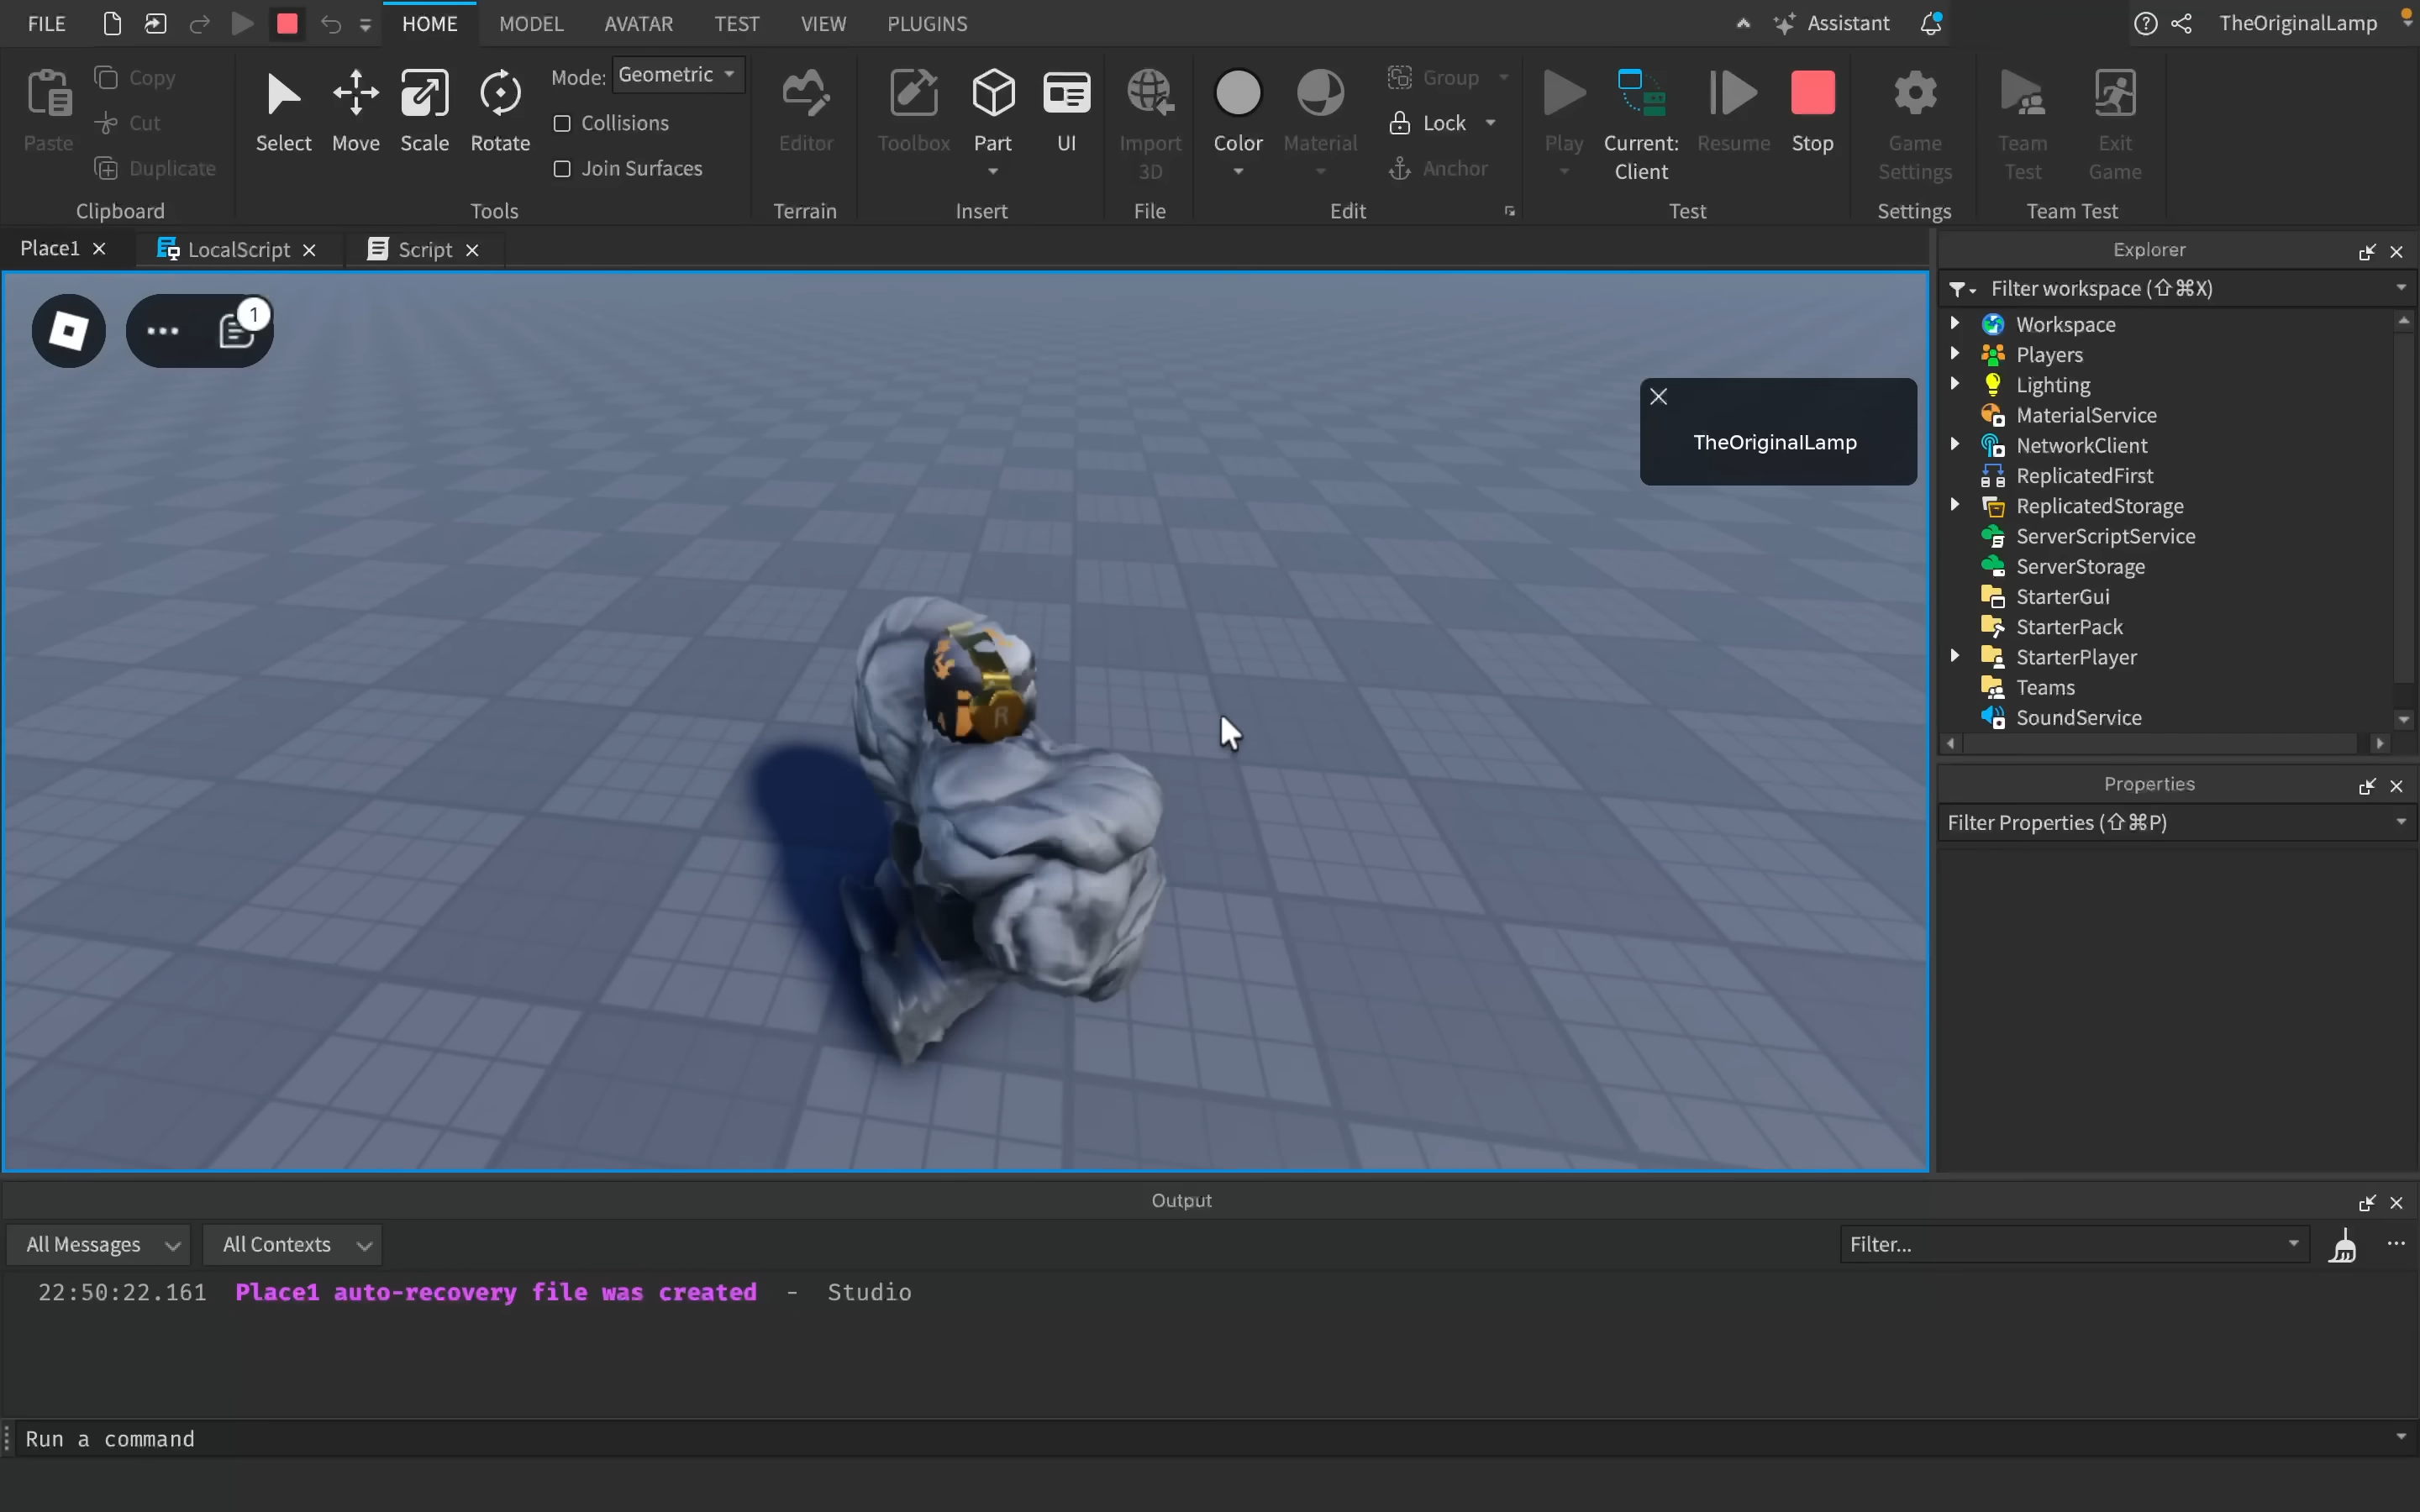 FILE HOME MODEL AVATAR TEST VIEW PLUGINS Assistant TheOriginalLamp
Paste Copy Cut Duplicate
Clipboard
Select Move Scale Rotate
Mode: Geometric
Collisions
Join Surfaces
Tools
Editor
Terrain
Toolbox Part UI
Insert
Import
3D
File
Color Material
Group
Lock
Anchor
Edit
Play
Current:
Client
Resume Stop
Test
Game
Settings
Settings
Team
Test
Exit
Game
Team Test
Place1 LocalScript Script
1
TheOriginalLamp
R
Explorer
Filter workspace (⇧⌘X)
Workspace
Players
Lighting
MaterialService
NetworkClient
ReplicatedFirst
ReplicatedStorage
ServerScriptService
ServerStorage
StarterGui
StarterPack
StarterPlayer
Teams
SoundService
Properties
Filter Properties (⇧⌘P)
Output
All Messages All Contexts Filter...
22:50:22.161 Place1 auto-recovery file was created - Studio
Run a command